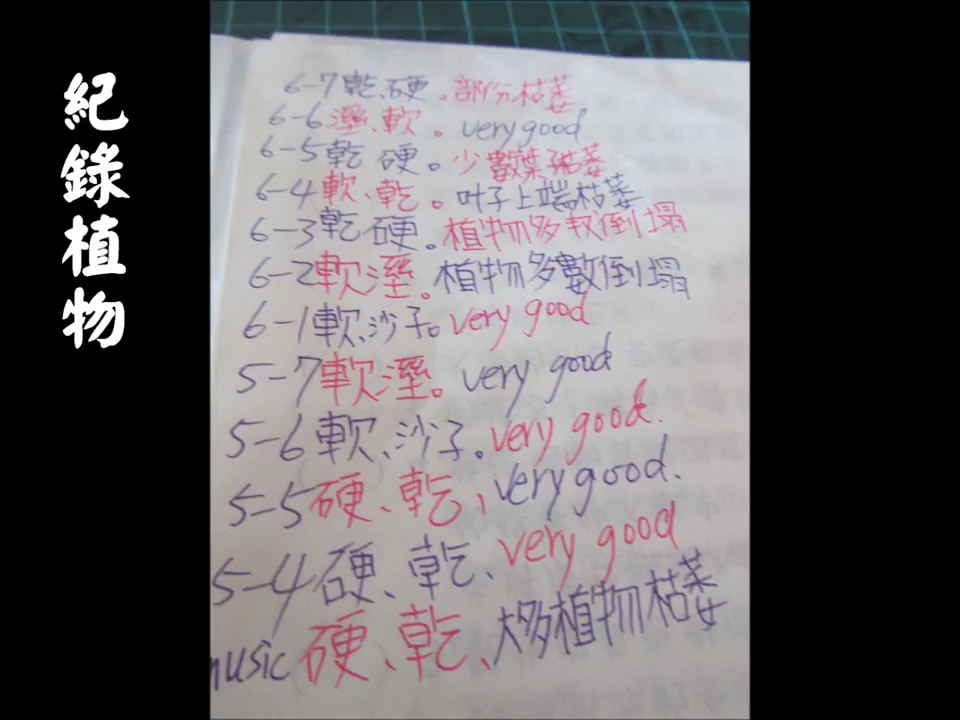 紀錄植物
6-7乾、硬。部份枯萎
6-6溼、軟。very good
6-5乾硬。少數葉子枯萎
6-4軟、乾。叶子上端枯萎
6-3乾硬。植物多数倒塌
6-2軟溼。植物多數倒塌
6-1軟、沙子。very good
5-7軟溼。very good
5-6軟、沙子。very good.
5-5硬、乾、very good.
5-4硬、乾、very good
music硬、乾、大多植物枯萎